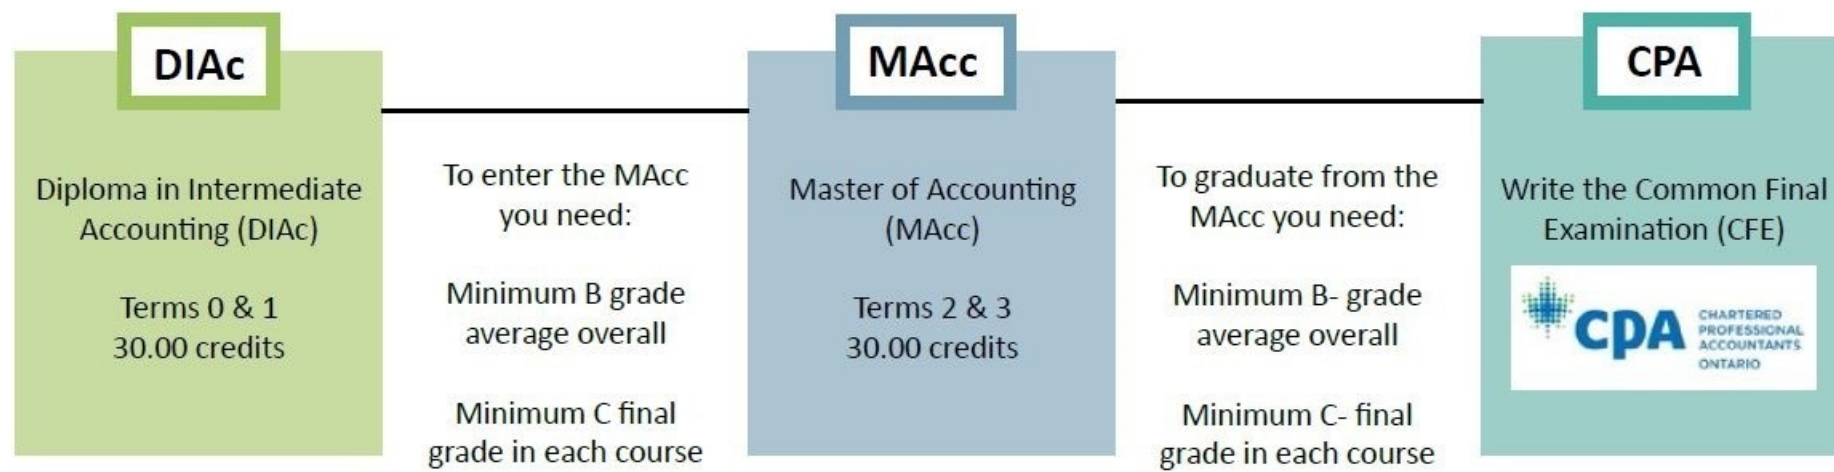 DIAc
Diploma in Intermediate
Accounting (DIAc)
Terms 0 & 1
30.00 credits
To enter the MAcc
you need:
Minimum B grade
average overall
Minimum C final
grade in each course
MAcc
Master of Accounting
(MAcc)
Terms 2 & 3
30.00 credits
To graduate from the
MAcc you need:
Minimum B- grade
average overall
Minimum C- final
grade in each course
CPA
Write the Common Final
Examination (CFE)
CPA
CHARTERED
PROFESSIONAL
ACCOUNTANTS
ONTARIO